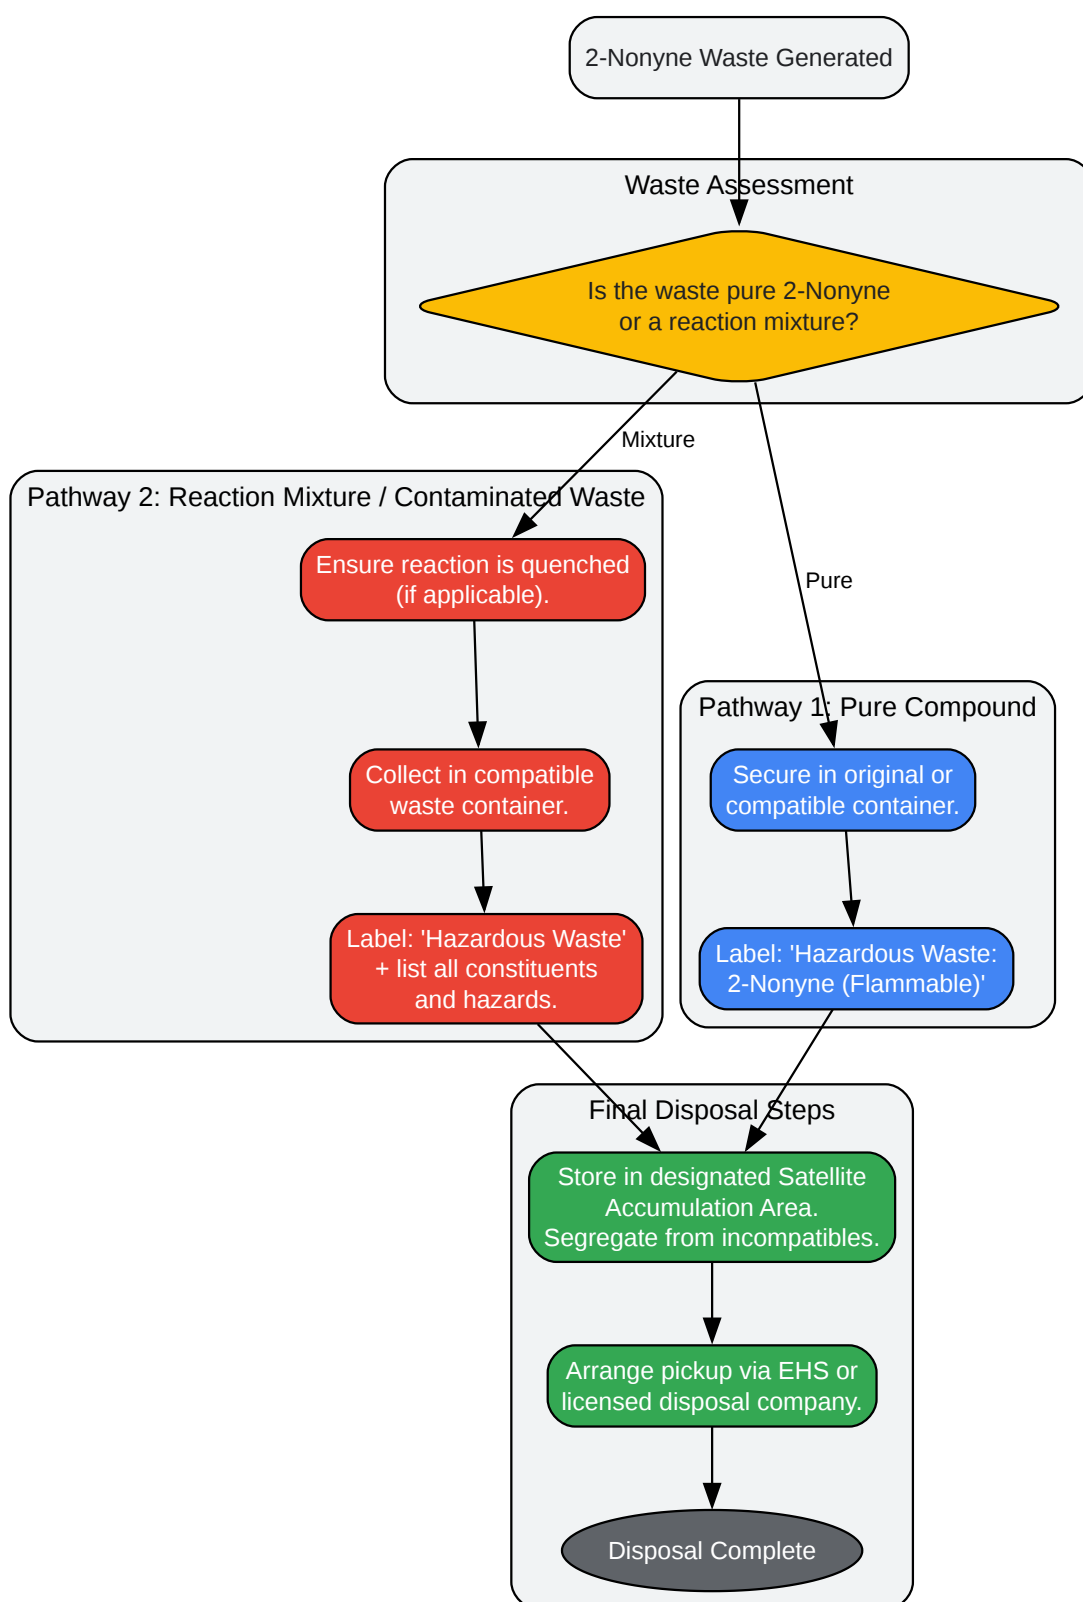 2-Nonyne Waste Generated
Waste Assessment
Is the waste pure 2-Nonyne
or a reaction mixture?
Mixture
Pure
Pathway 2: Reaction Mixture / Contaminated Waste
Ensure reaction is quenched
(if applicable).
Collect in compatible
waste container.
Label: 'Hazardous Waste'
+ list all constituents
and hazards.
Pathway 1: Pure Compound
Secure in original or
compatible container.
Label: 'Hazardous Waste:
2-Nonyne (Flammable)'
Final Disposal Steps
Store in designated Satellite
Accumulation Area.
Segregate from incompatibles.
Arrange pickup via EHS or
licensed disposal company.
Disposal Complete